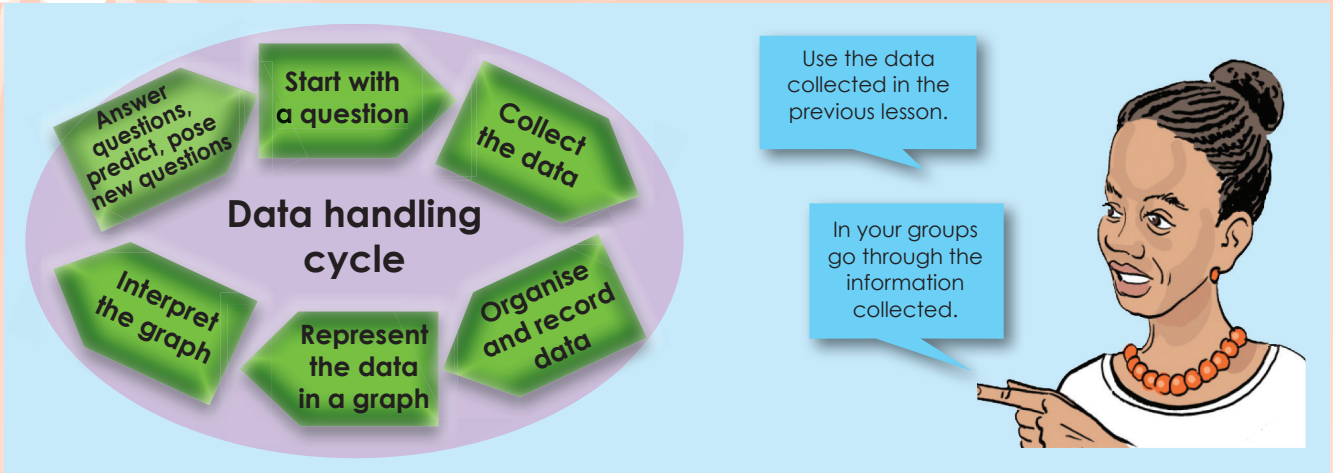 Start with
a question
Collect
the data
Organise
and record
data
Represent
the data
in a graph
Interpret
the graph
Answer
questions,
predict, pose
new questions
Data handling
cycle
Use the data
collected in the
previous lesson.
In your groups
go through the
information
collected.